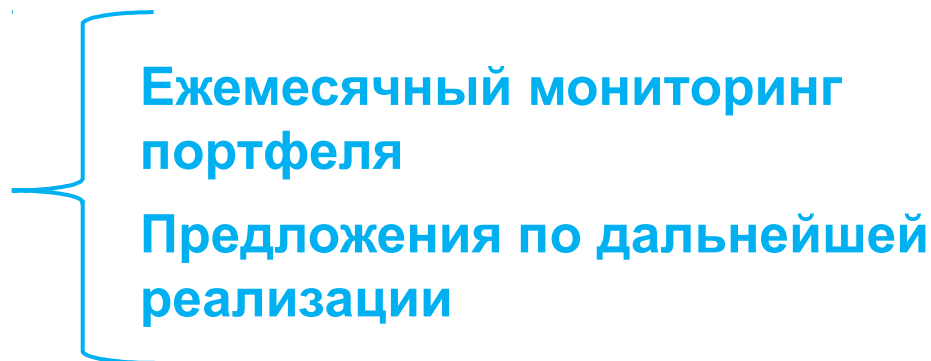 Ежемесячный мониторинг
портфеля
Предложения по дальнейшей
реализации